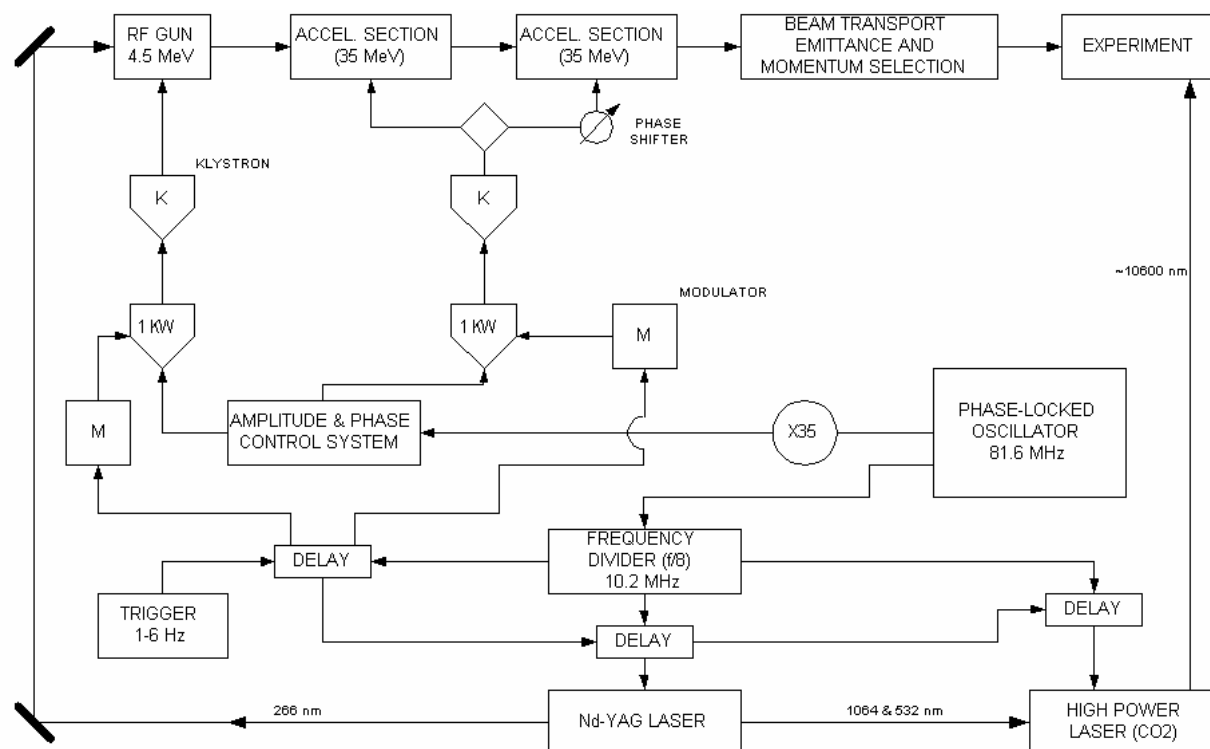 RF GUN
4.5 MeV
ACCEL. SECTION
(35 MeV)
ACCEL. SECTION
(35 MeV)
BEAM TRANSPORT
EMITTANCE AND
MOMENTUM SELECTION
EXPERIMENT
PHASE
SHIFTER
KLYSTRON
K
K
~10600 nm
MODULATOR
1 KW
1 KW
M
M
AMPLITUDE & PHASE
CONTROL SYSTEM
X35
PHASE-LOCKED
OSCILLATOR
81.6 MHz
DELAY
FREQUENCY
DIVIDER (f/8)
10.2 MHz
TRIGGER
1-6 Hz
DELAY
DELAY
266 nm
Nd-YAG LASER
1064 & 532 nm
HIGH POWER
LASER (CO2)